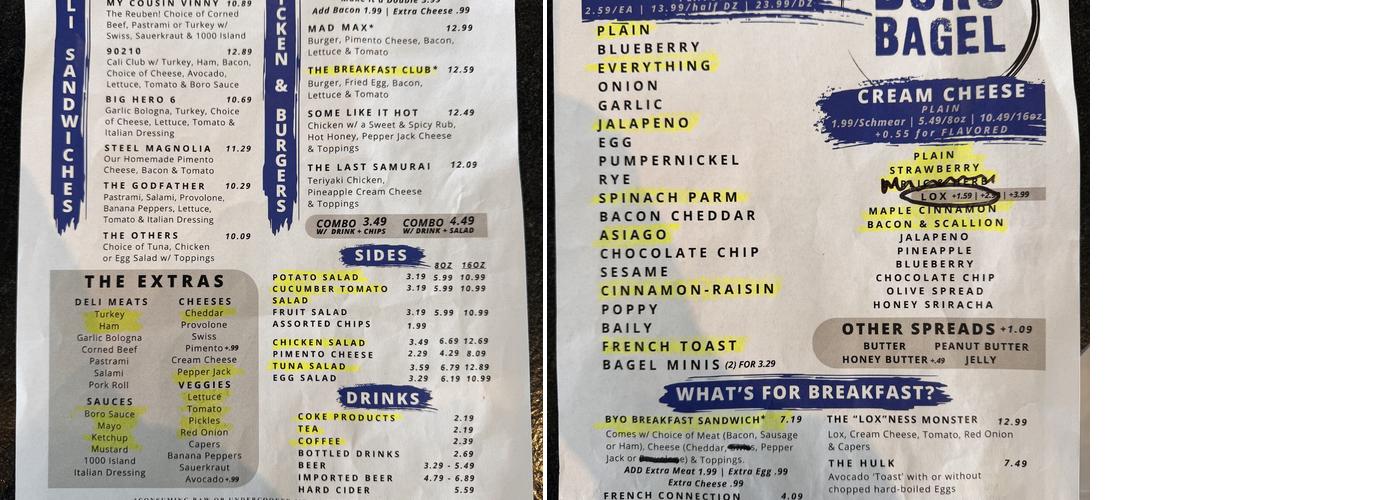 MY COUSIN VINNY 10.89
The Reuben! Choice of Corned
Beef, Pastrami or Turkey w/
Swiss, Sauerkraut & 1000 Island
90210 12.89
Cali Club w/ Turkey, Ham, Bacon,
Choice of Cheese, Avocado,
Lettuce, Tomato & Boro Sauce
BIG HERO 6 10.69
Garlic Bologna, Turkey, Choice
of Cheese, Lettuce, Tomato &
Italian Dressing
STEEL MAGNOLIA 11.29
Our Homemade Pimento
Cheese, Bacon & Tomato
THE GODFATHER 10.29
Pastrami, Salami, Provolone,
Banana Peppers, Lettuce,
Tomato & Italian Dressing
THE OTHERS 10.09
Choice of Tuna, Chicken
or Egg Salad w/ Toppings
LI SANDWICHES
THE EXTRAS
DELI MEATS
Turkey
Ham
Garlic Bologna
Corned Beef
Pastrami
Salami
Pork Roll
SAUCES
Boro Sauce
Mayo
Ketchup
Mustard
1000 Island
Italian Dressing
CHEESES
Cheddar
Provolone
Swiss
Pimento +.99
Cream Cheese
Pepper Jack
VEGGIES
Lettuce
Tomato
Pickles
Red Onion
Capers
Banana Peppers
Sauerkraut
Avocado +.99
ICKEN & BURGERS
Add Bacon 1.99 | Extra Cheese .99
MAD MAX* 12.99
Burger, Pimento Cheese, Bacon,
Lettuce & Tomato
THE BREAKFAST CLUB* 12.59
Burger, Fried Egg, Bacon,
Lettuce & Tomato
SOME LIKE IT HOT 12.49
Chicken w/ a Sweet & Spicy Rub,
Hot Honey, Pepper Jack Cheese
& Toppings
THE LAST SAMURAI 12.09
Teriyaki Chicken,
Pineapple Cream Cheese
& Toppings
COMBO 3.49 COMBO 4.49
W/ DRINK + CHIPS W/ DRINK + SALAD
SIDES
8OZ 16OZ
POTATO SALAD 3.19 5.99 10.99
CUCUMBER TOMATO 3.19 5.99 10.99
SALAD
FRUIT SALAD 3.19 5.99 10.99
ASSORTED CHIPS 1.99
CHICKEN SALAD 3.49 6.69 12.69
PIMENTO CHEESE 2.29 4.29 8.09
TUNA SALAD 3.59 6.79 12.89
EGG SALAD 3.29 6.19 10.99
DRINKS
COKE PRODUCTS 2.19
TEA 2.19
COFFEE 2.39
BOTTLED DRINKS 2.69
BEER 3.29 - 5.49
IMPORTED BEER 4.79 - 6.89
HARD CIDER 5.59
2.59/EA | 13.99/half DZ | 23.99/DZ
PLAIN
BLUEBERRY
EVERYTHING
ONION
GARLIC
JALAPENO
EGG
PUMPERNICKEL
RYE
SPINACH PARM
BACON CHEDDAR
ASIAGO
CHOCOLATE CHIP
SESAME
CINNAMON-RAISIN
POPPY
BAILY
FRENCH TOAST
BAGEL MINIS (2) FOR 3.29
BORO
BAGEL
CREAM CHEESE
PLAIN
1.99/Schmear | 5.49/8oz | 10.49/16oz
+0.55 for FLAVORED
PLAIN
STRAWBERRY
LOX +1.59 | +2.99 | +3.99
MAPLE CINNAMON
BACON & SCALLION
JALAPENO
PINEAPPLE
BLUEBERRY
CHOCOLATE CHIP
OLIVE SPREAD
HONEY SRIRACHA
OTHER SPREADS +1.09
BUTTER PEANUT BUTTER
HONEY BUTTER +.49 JELLY
WHAT'S FOR BREAKFAST?
BYO BREAKFAST SANDWICH* 7.19
Comes w/ Choice of Meat (Bacon, Sausage
or Ham), Cheese (Cheddar, Pepper
Jack or ) & Toppings.
ADD Extra Meat 1.99 | Extra Egg .99
Extra Cheese .99
FRENCH CONNECTION 4.09
THE "LOX"NESS MONSTER 12.99
Lox, Cream Cheese, Tomato, Red Onion
& Capers
THE HULK 7.49
Avocado 'Toast' with or without
chopped hard-boiled Eggs